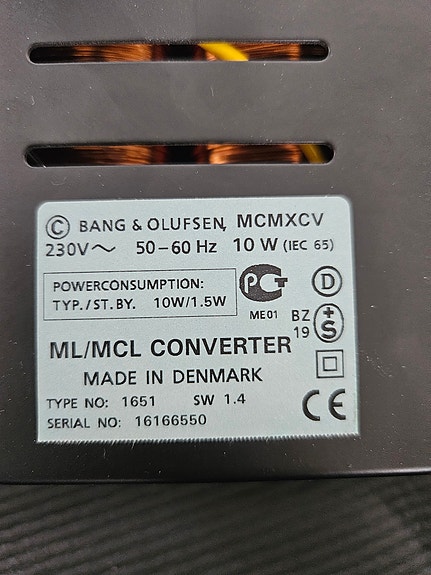 © BANG & OLUFSEN, MCMXCV
230V~ 50-60 Hz 10 W (IEC 65)
POWERCONSUMPTION:
TYP./ST.BY. 10W/1.5W
PG
ME01
D
BZ
19
+S
ML/MCL CONVERTER
MADE IN DENMARK
TYPE NO: 1651 SW 1.4
SERIAL NO: 16166550
CE